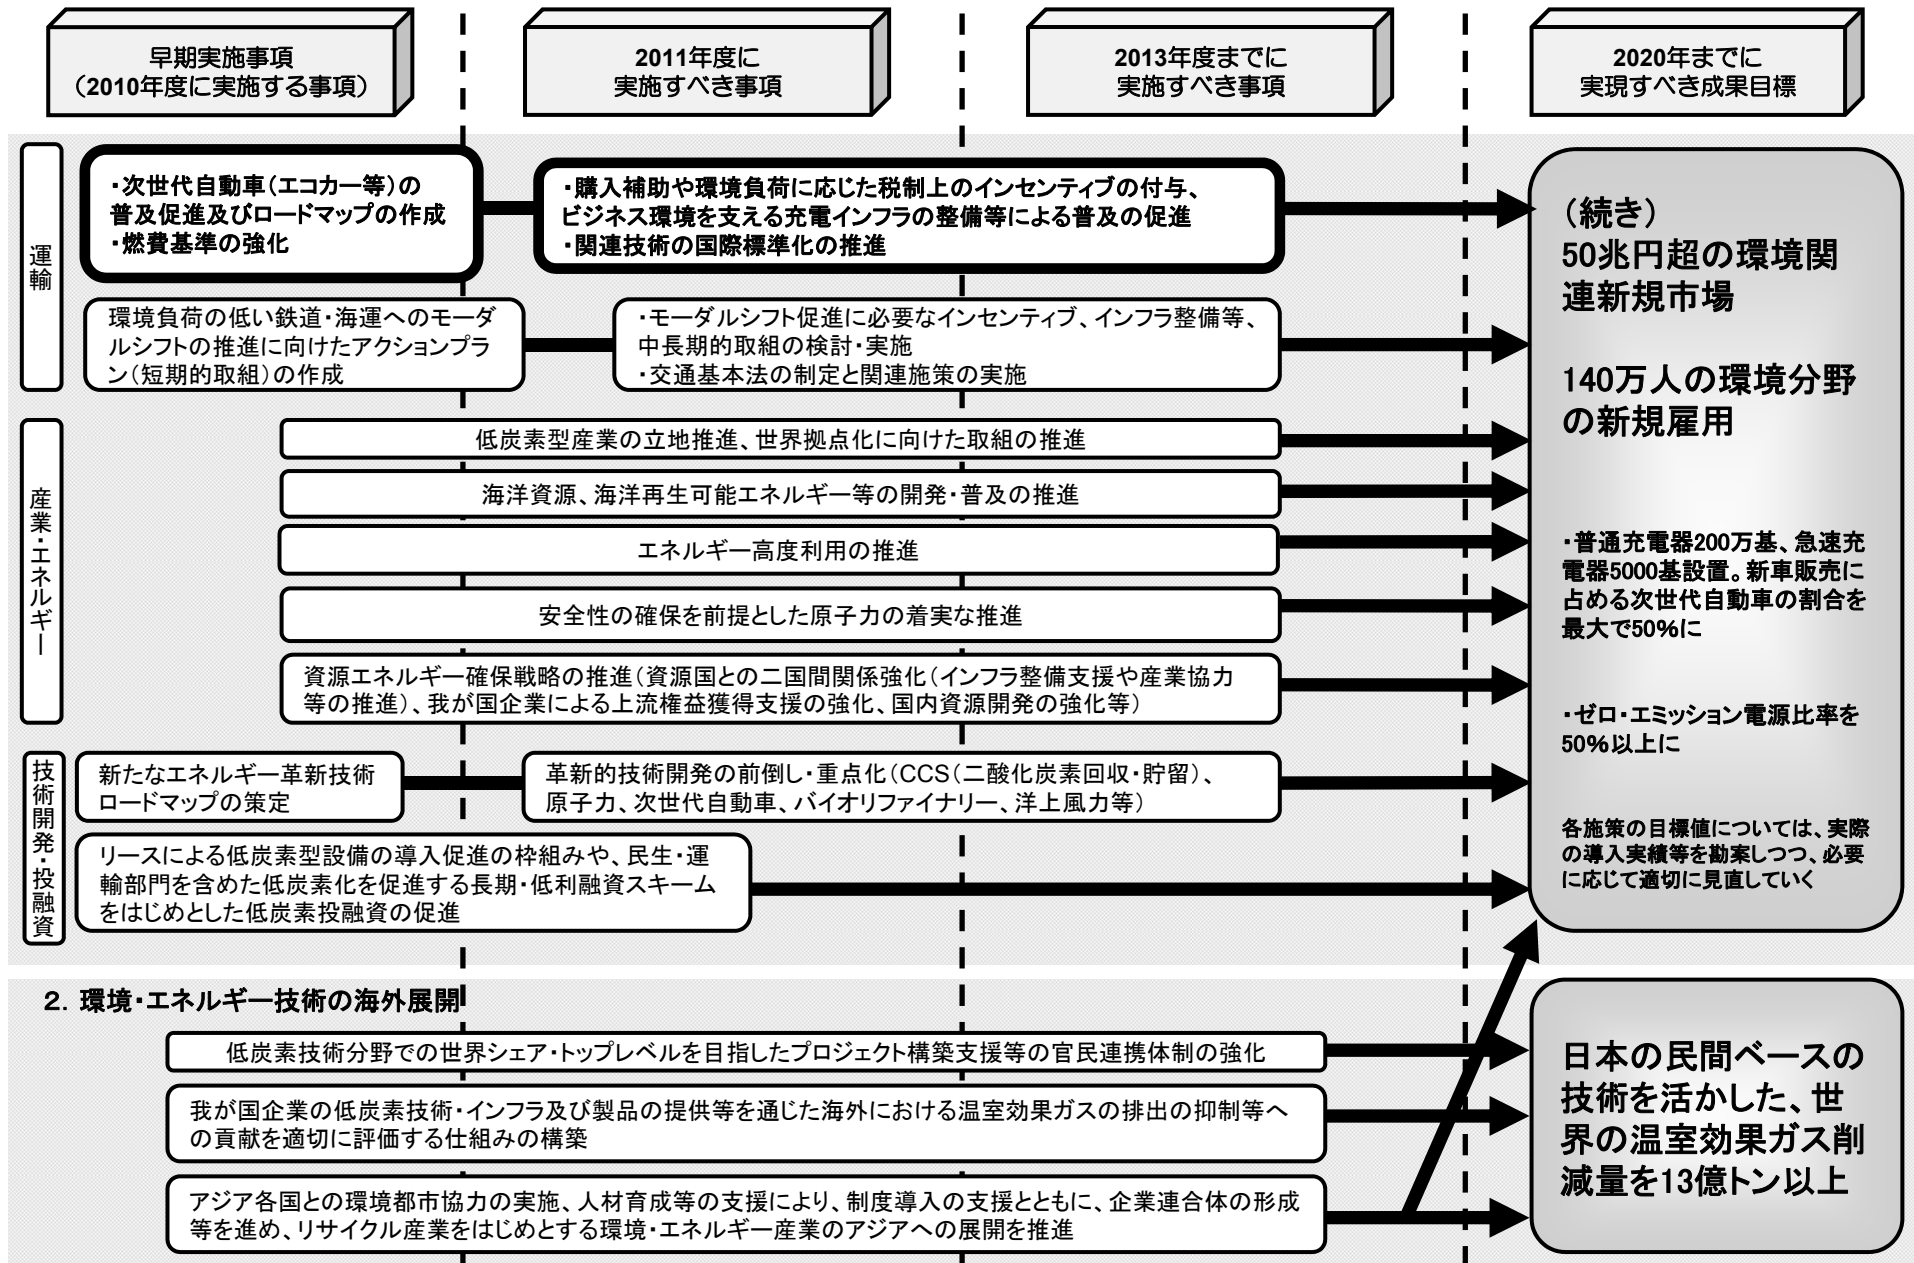 早期実施事項
（2010年度に実施する事項）
2011年度に
実施すべき事項
2013年度までに
実施すべき事項
2020年までに
実現すべき成果目標
運輸
・次世代自動車（エコカー等）の
普及促進及びロードマップの作成
・燃費基準の強化
・購入補助や環境負荷に応じた税制上のインセンティブの付与、
ビジネス環境を支える充電インフラの整備等による普及の促進
・関連技術の国際標準化の推進
環境負荷の低い鉄道・海運へのモーダ
ルシフトの推進に向けたアクションプラ
ン（短期的取組）の作成
・モーダルシフト促進に必要なインセンティブ、インフラ整備等、
中長期的取組の検討・実施
・交通基本法の制定と関連施策の実施
産業・エネルギー
低炭素型産業の立地推進、世界拠点化に向けた取組の推進
海洋資源、海洋再生可能エネルギー等の開発・普及の推進
エネルギー高度利用の推進
安全性の確保を前提とした原子力の着実な推進
資源エネルギー確保戦略の推進（資源国との二国間関係強化（インフラ整備支援や産業協力
等の推進）、我が国企業による上流権益獲得支援の強化、国内資源開発の強化等）
技術開発・投融資
新たなエネルギー革新技術
ロードマップの策定
革新的技術開発の前倒し・重点化（CCS（二酸化炭素回収・貯留）、
原子力、次世代自動車、バイオリファイナリー、洋上風力等）
リースによる低炭素型設備の導入促進の枠組みや、民生・運
輸部門を含めた低炭素化を促進する長期・低利融資スキーム
をはじめとした低炭素投融資の促進
（続き）
50兆円超の環境関
連新規市場
140万人の環境分野
の新規雇用
・普通充電器200万基、急速充
電器5000基設置。新車販売に
占める次世代自動車の割合を
最大で50%に
・ゼロ・エミッション電源比率を
50%以上に
各施策の目標値については、実際
の導入実績等を勘案しつつ、必要
に応じて適切に見直していく
２．環境・エネルギー技術の海外展開
低炭素技術分野での世界シェア・トップレベルを目指したプロジェクト構築支援等の官民連携体制の強化
我が国企業の低炭素技術・インフラ及び製品の提供等を通じた海外における温室効果ガスの排出の抑制等へ
の貢献を適切に評価する仕組みの構築
アジア各国との環境都市協力の実施、人材育成等の支援により、制度導入の支援とともに、企業連合体の形成
等を進め、リサイクル産業をはじめとする環境・エネルギー産業のアジアへの展開を推進
日本の民間ベースの
技術を活かした、世
界の温室効果ガス削
減量を13億トン以上